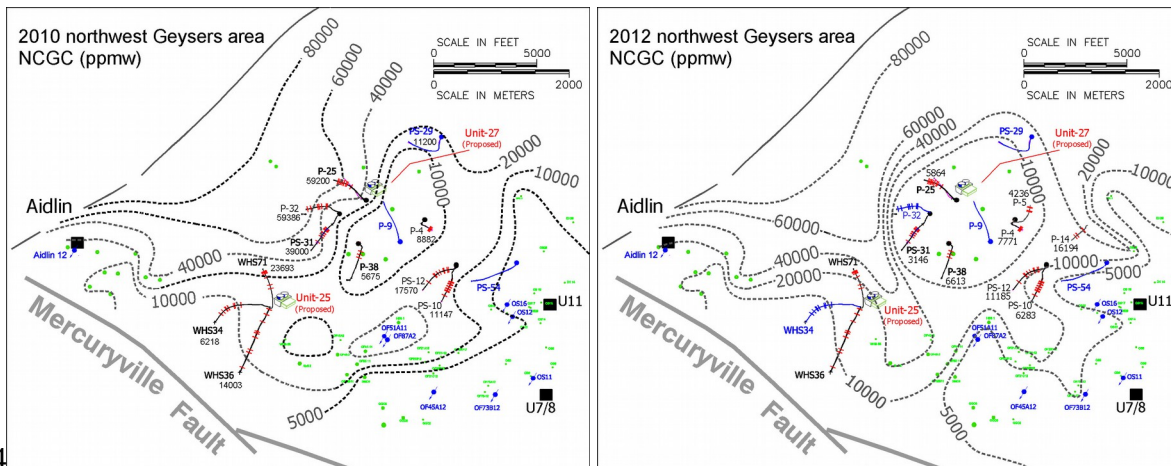 2010 northwest Geysers area
NCGC (ppmw)
SCALE IN FEET
0 5000
0 2000
SCALE IN METERS
80000
60000
40000
PS-29
11200
Unit-27
(Proposed)
20000
10000
10000
P-25
59200
P-32
59386
Aidlin
P-9
P-4
8882
PS-31
39000
Aidlin 12
WHS71
23693
40000
P-38
5675
PS-12
17570
PS-54
10000
Unit-25
(Proposed)
PS-10
11147
OS16
OS12
U11
WHS34
6218
OF51A11
OF87A2
WHS36
14003
Mercuryville Fault
5000
OF45A12
OF73B12
OS11
U7/8
4
2012 northwest Geysers area
NCGC (ppmw)
SCALE IN FEET
0 5000
0 2000
SCALE IN METERS
80000
60000
40000
PS-29
Unit-27
(Proposed)
20000
10000
10000
5864
P-25
4236
P-5
P-32
Aidlin
P-9
P-4
7771
P-14
16194
60000
PS-31
3146
Aidlin 12
WHS71
40000
20000
P-38
6613
10000
5000
PS-12
11185
PS-54
Unit-25
(Proposed)
PS-10
6283
OS16
OS12
U11
WHS34
OF51A11
OF87A2
WHS36
10000
Mercuryville Fault
5000
OF45A12
OF73B12
OS11
U7/8